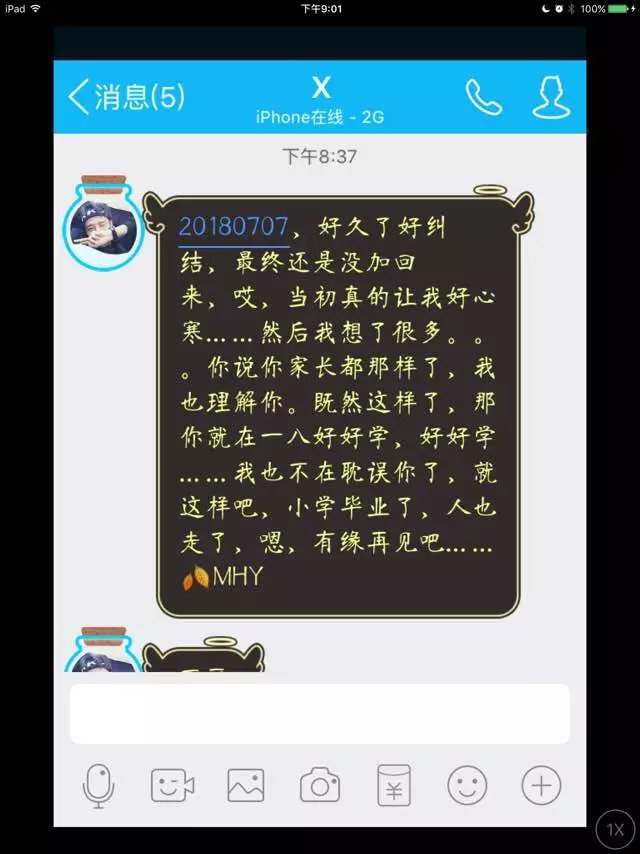 iPad 下午9:01 100%
消息(5) X
iPhone在线 - 2G
下午8:37
20180707，好久了好纠
结，最终还是没加回
来，哎，当初真的让我好心
寒……然后我想了很多。。
。你说你家长都那样了，我
也理解你。既然这样了，那
你就在一八好好学，好好学
……我也不在耽误你了，就
这样吧，小学毕业了，人也
走了，嗯，有缘再见吧……
🍂MHY
1X